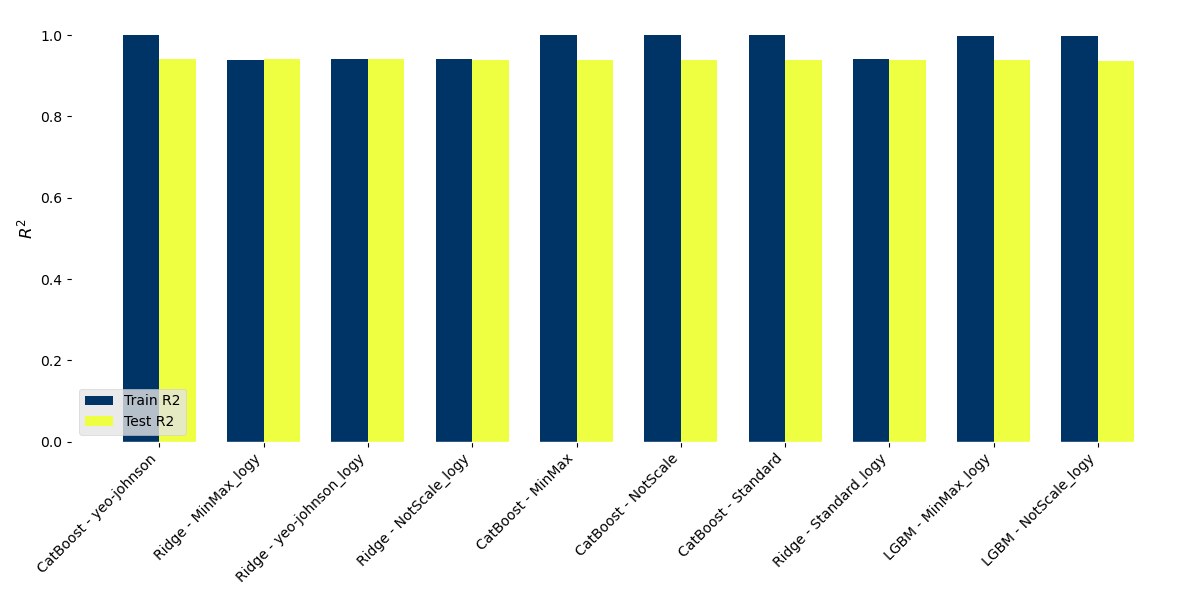 1.0
0.8
0.6
0.4
0.2
0.0
R²
Train R2
Test R2
CatBoost - yeo-johnson
Ridge - MinMax_logy
Ridge - yeo-johnson_logy
Ridge - NotScale_logy
CatBoost - MinMax
CatBoost - NotScale
CatBoost - Standard
Ridge - Standard_logy
LGBM - MinMax_logy
LGBM - NotScale_logy